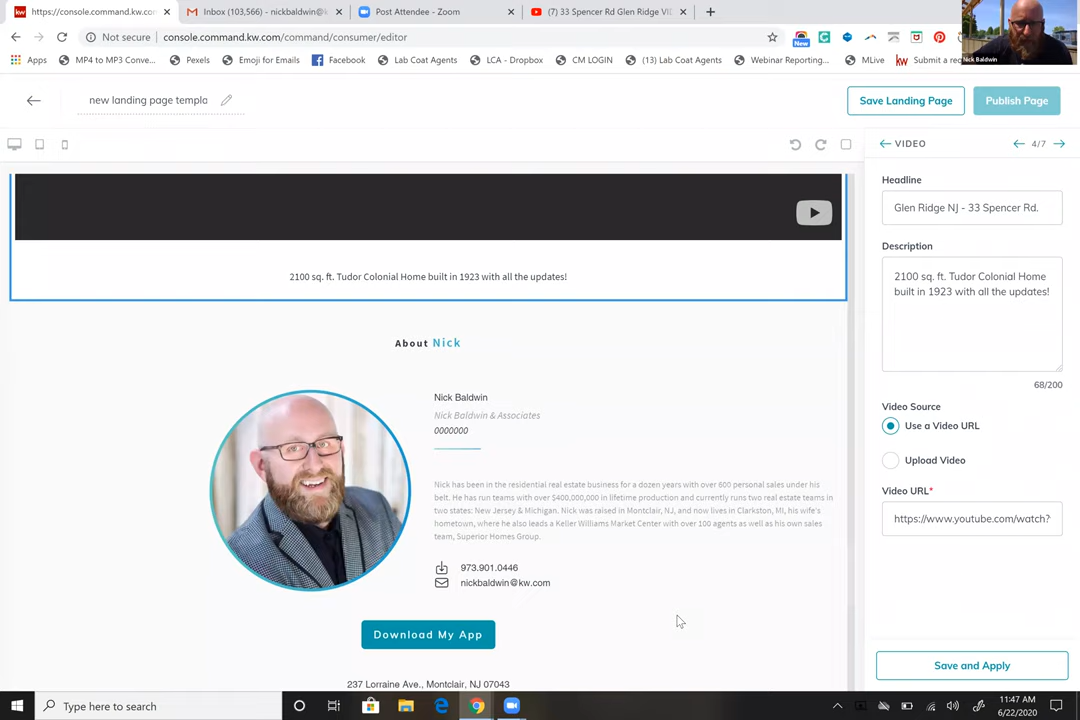 https://console.command.kw.com/
Inbox (103,566) - nickbaldwin@k
Post Attendee - Zoom
(7) 33 Spencer Rd Glen Ridge VI
Not secure
console.command.kw.com/command/consumer/editor
New
Nick Baldwin
Apps
MP4 to MP3 Conve...
Pexels
Emoji for Emails
Facebook
Lab Coat Agents
LCA - Dropbox
CM LOGIN
(13) Lab Coat Agents
Webinar Reporting...
MLive
kw
Submit a
new landing page templa
Save Landing Page
Publish Page
VIDEO
4/7
Headline
Glen Ridge NJ - 33 Spencer Rd.
Description
2100 sq. ft. Tudor Colonial Home
built in 1923 with all the updates!
68/200
Video Source
Use a Video URL
Upload Video
Video URL*
https://www.youtube.com/watch?
Save and Apply
2100 sq. ft. Tudor Colonial Home built in 1923 with all the updates!
About Nick
Nick Baldwin
Nick Baldwin & Associates
0000000
Nick has been in the residential real estate business for a dozen years with over 600 personal sales under his
belt. He has run teams with over $400,000,000 in lifetime production and currently runs two real estate teams in
two states: New Jersey & Michigan. Nick was raised in Montclair, NJ, and now lives in Clarkston, MI, his wife's
hometown, where he also leads a Keller Williams Market Center with over 100 agents as well as his own sales
team, Superior Homes Group.
973.901.0446
nickbaldwin@kw.com
Download My App
237 Lorraine Ave., Montclair, NJ 07043
Type here to search
11:47 AM
6/22/2020